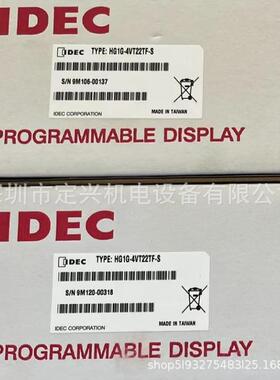 IDEC
IDEC
TYPE: HG1G-4VT22TF-S
S/N 9M106-00137
IDEC CORPORATION
MADE IN TAIWAN
PROGRAMMABLE DISPLAY
圳市定兴机电设备有限公司
IDEC
IDEC
TYPE: HG1G-4VT22TF-S
S/N 9M120-00318
IDEC CORPORATION
MADE IN TAIWAN
PROGRAMMABLE DISPLAY
shop5l93275483l25.1688.c